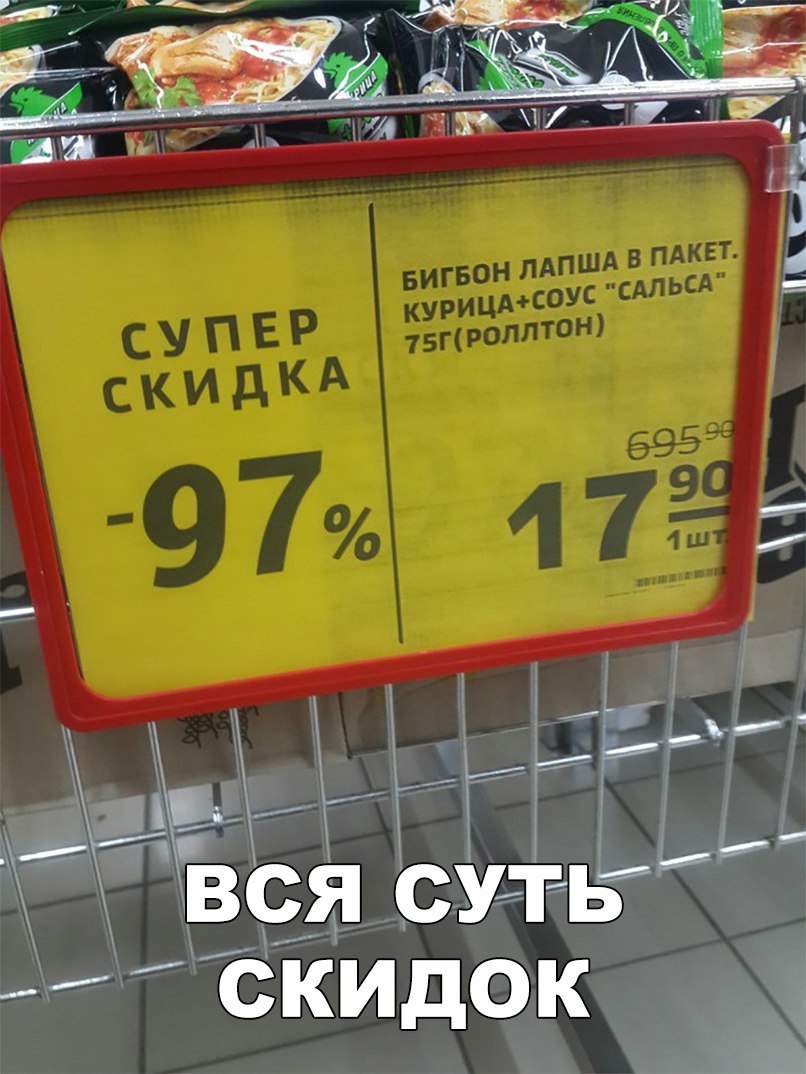 СУПЕР
СКИДКА
-97%
БИГБОН ЛАПША В ПАКЕТ.
КУРИЦА+СОУС "САЛЬСА"
75Г(РОЛЛТОН)
695 90
17 90
1 шт
ВСЯ СУТЬ
СКИДОК